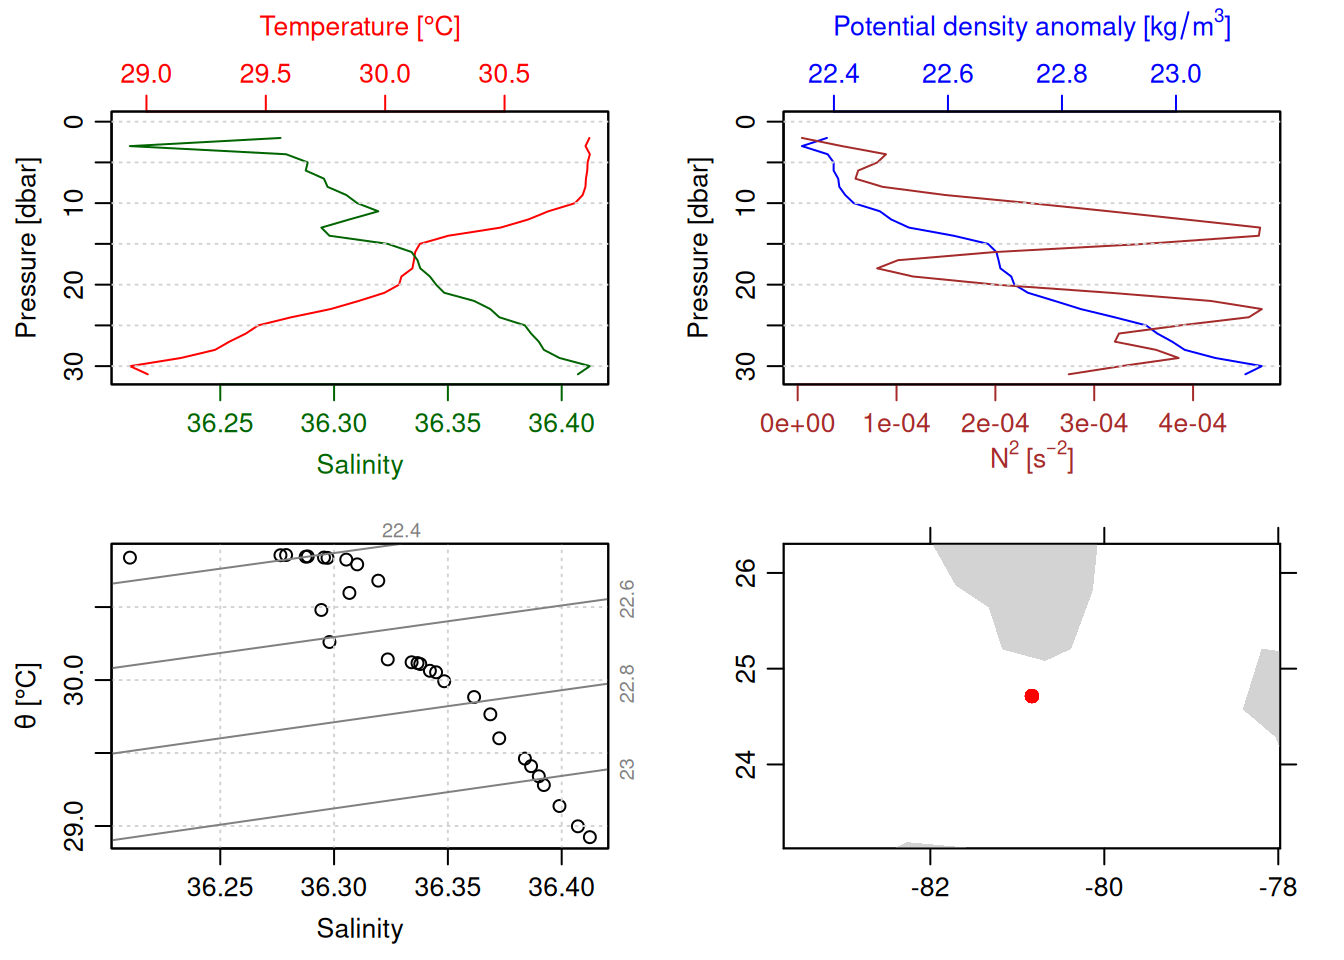 Temperature [°C]
29.0 29.5 30.0 30.5
Pressure [dbar]
0 10 20 30
36.25 36.30 36.35 36.40
Salinity
Potential density anomaly [kg/m³]
22.4 22.6 22.8 23.0
Pressure [dbar]
0 10 20 30
0e+00 1e-04 2e-04 3e-04 4e-04
N² [s⁻²]
22.4
22.6
22.8
23
θ [°C]
30.0
29.0
36.25 36.30 36.35 36.40
Salinity
26
25
24
-82 -80 -78